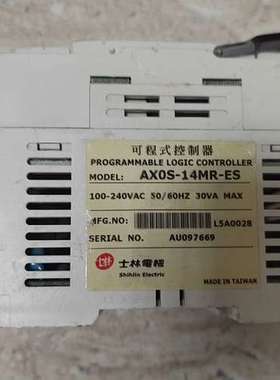 可程式控制器
PROGRAMMABLE LOGIC CONTROLLER
MODEL: AX0S-14MR-ES
100-240VAC 50/60HZ 30VA MAX
MFG.NO: L5A0028
SERIAL NO. AU097669
士林電機
Shihlin Electric
MADE IN TAIWAN